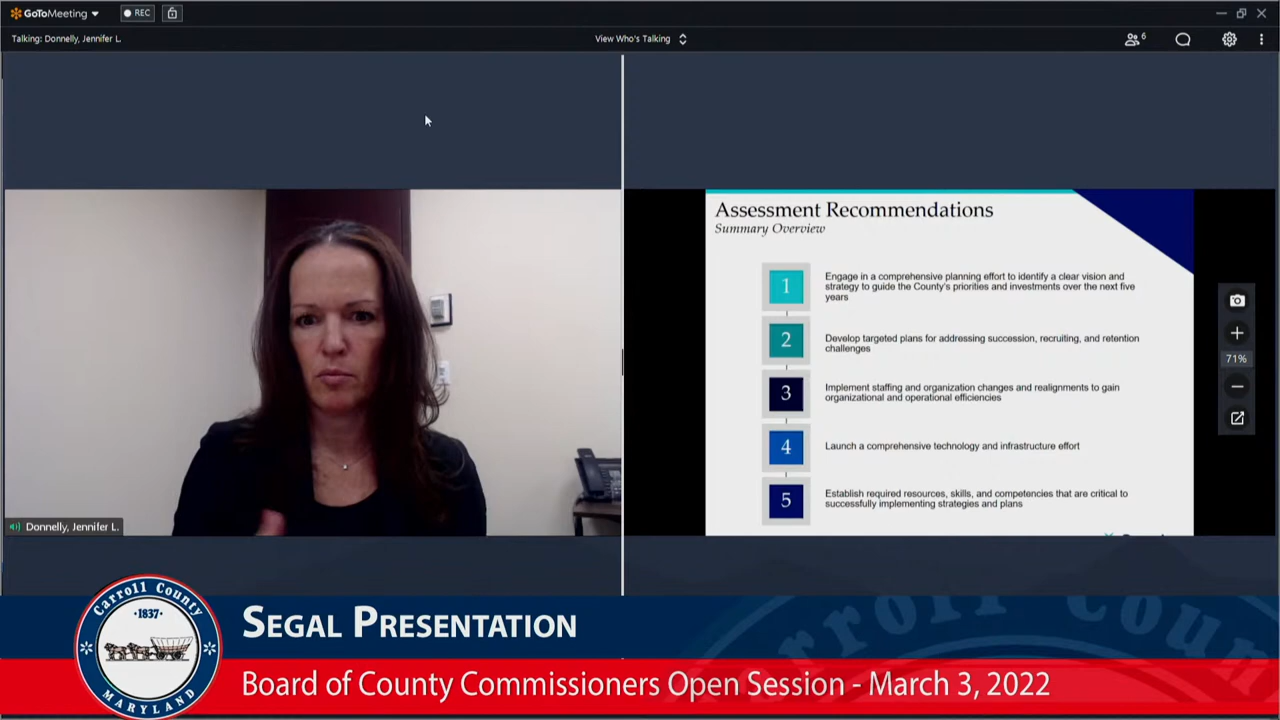 GoToMeeting
REC
Talking: Donnelly, Jennifer L.
View Who's Talking
6
Assessment Recommendations
Summary Overview
1
Engage in a comprehensive planning effort to identify a clear vision and
strategy to guide the County's priorities and investments over the next five
years
2
Develop targeted plans for addressing succession, recruiting, and retention
challenges
3
Implement staffing and organization changes and realignments to gain
organizational and operational efficiencies
4
Launch a comprehensive technology and infrastructure effort
5
Establish required resources, skills, and competencies that are critical to
successfully implementing strategies and plans
71%
Donnelly, Jennifer L.
Carroll County
·1837·
MARYLAND
SEGAL PRESENTATION
Board of County Commissioners Open Session - March 3, 2022